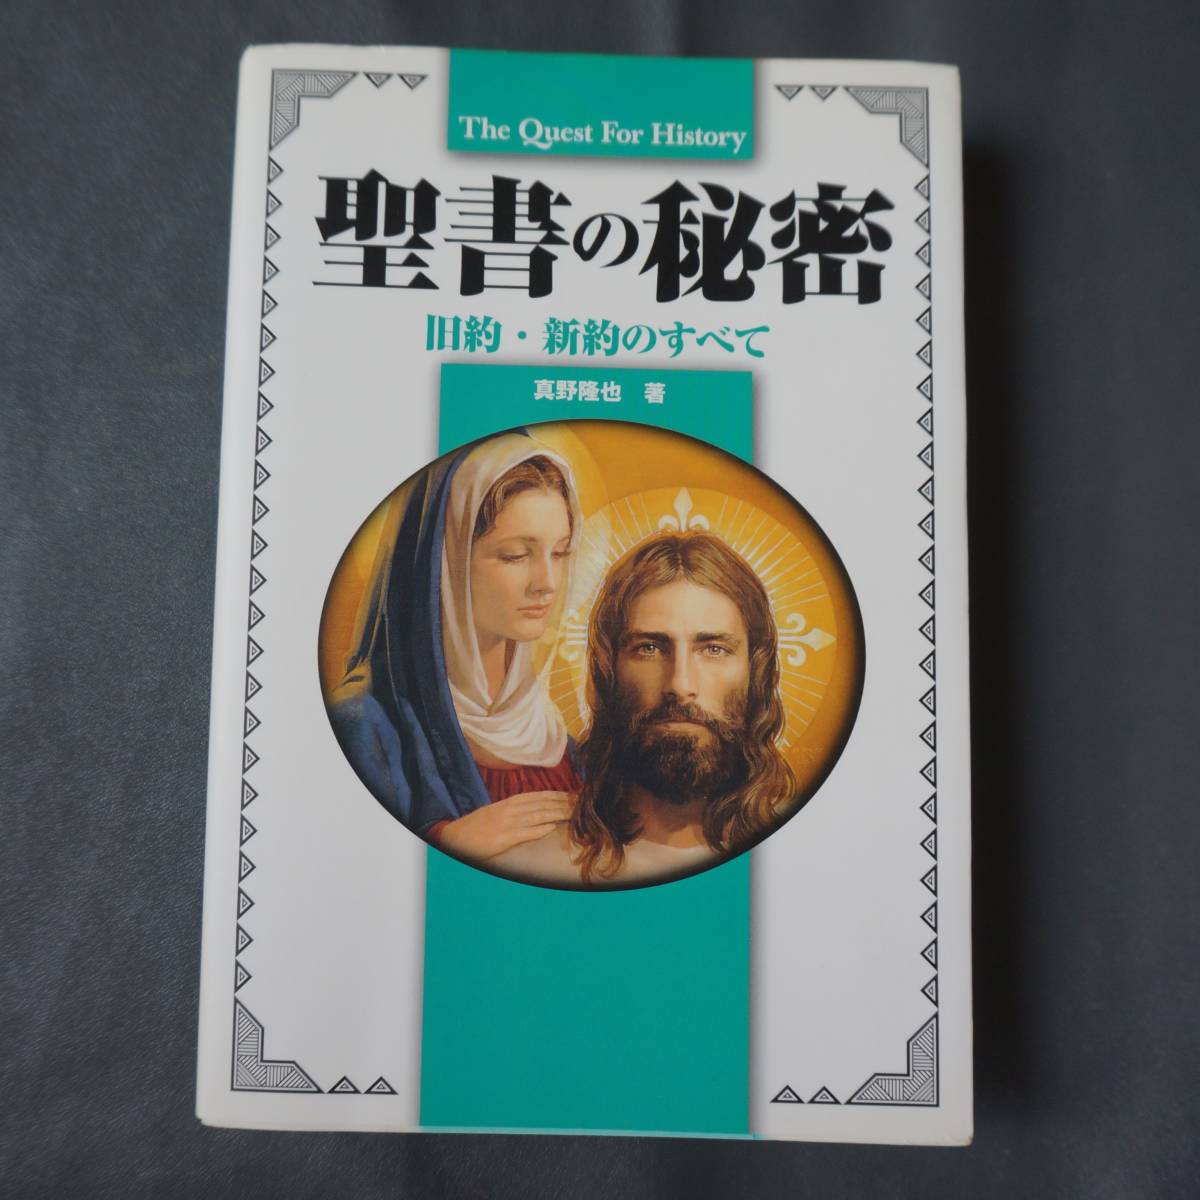 The Quest For History
聖書の秘密
旧約・新約のすべて
真野隆也 著